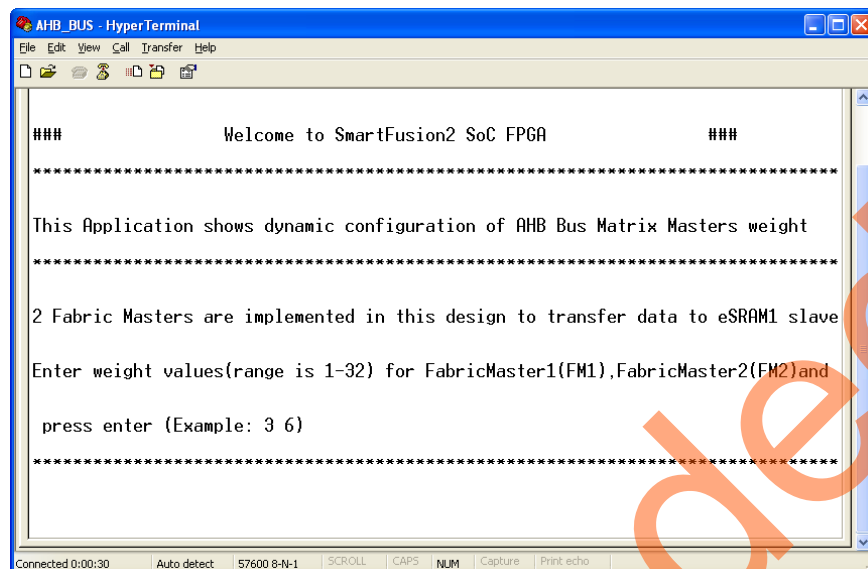 AHB_BUS - HyperTerminal
File Edit View Call Transfer Help
### Welcome to SmartFusion2 SoC FPGA ###
********************************************************************************
This Application shows dynamic configuration of AHB Bus Matrix Masters weight
********************************************************************************
2 Fabric Masters are implemented in this design to transfer data to eSRAM1 slave
Enter weight values(range is 1-32) for FabricMaster1(FM1),FabricMaster2(FM2)and
press enter (Example: 3 6)
********************************************************************************
Connected 0:00:30 Auto detect 57600 8-N-1 SCROLL CAPS NUM Capture Print echo